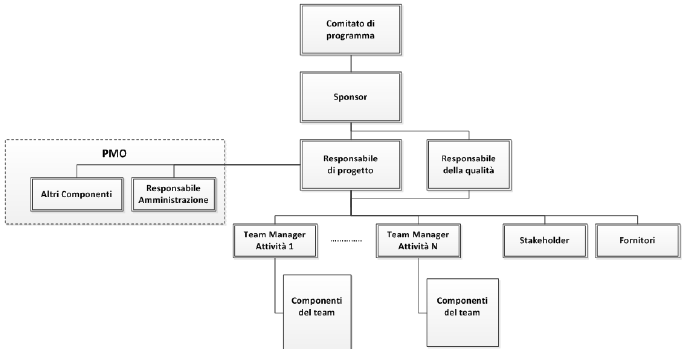 Comitato di
programma
Sponsor
PMO
Altri Componenti
Responsabile
Amministrazione
Responsabile
di progetto
Responsabile
della qualità
Team Manager
Attività 1
..............
Team Manager
Attività N
Stakeholder
Fornitori
Componenti
del team
Componenti
del team